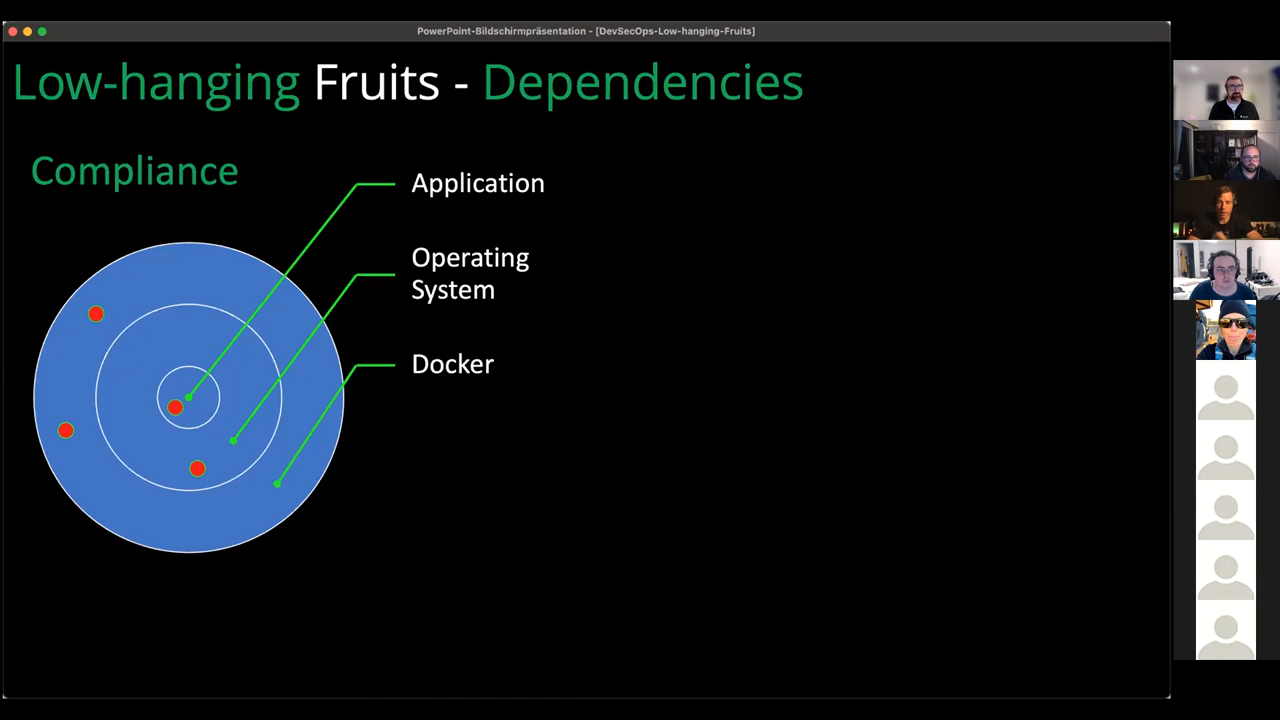 PowerPoint-Bildschirmpräsentation - [DevSecOps-Low-hanging-Fruits]
Low-hanging Fruits - Dependencies
Compliance
Application
Operating
System
Docker